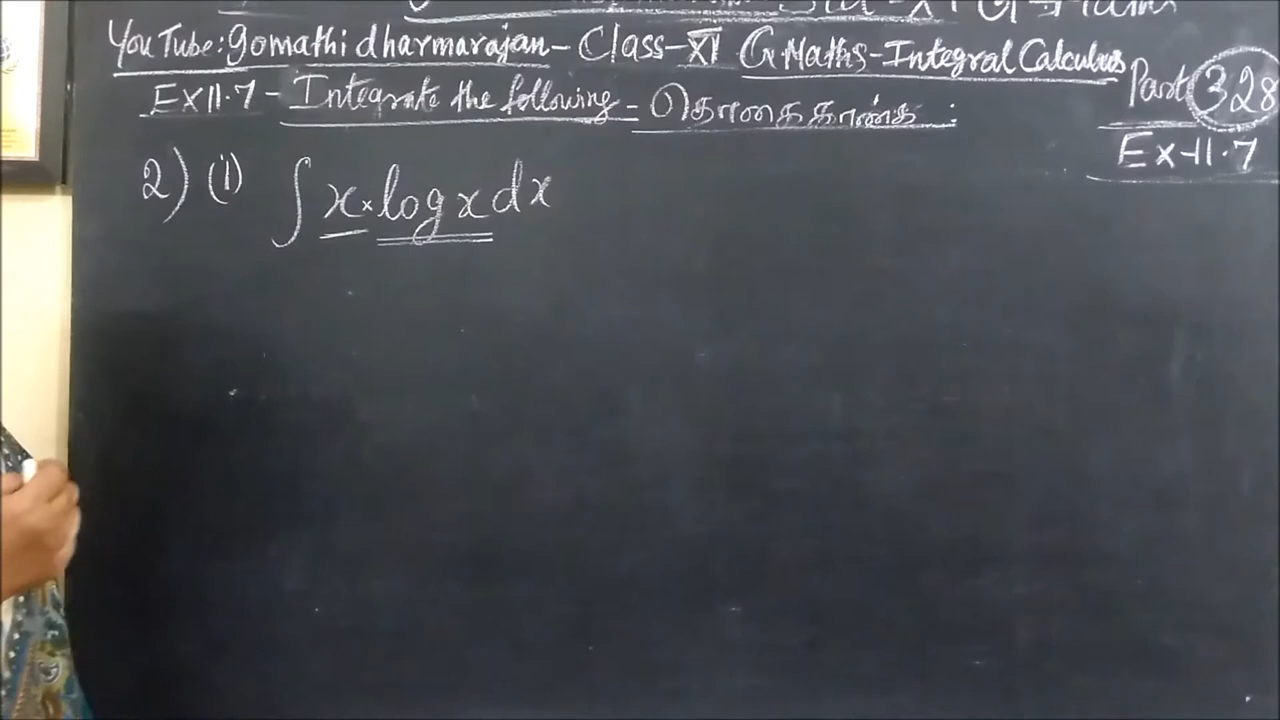 YouTube: gomathi dharmarajan - Class - XI G. Maths - Integral Calculus
Part 328
Ex 11.7 - Integrate the following - தொகை காண்க :
Ex-11.7
2) (i) ∫ x × log x dx